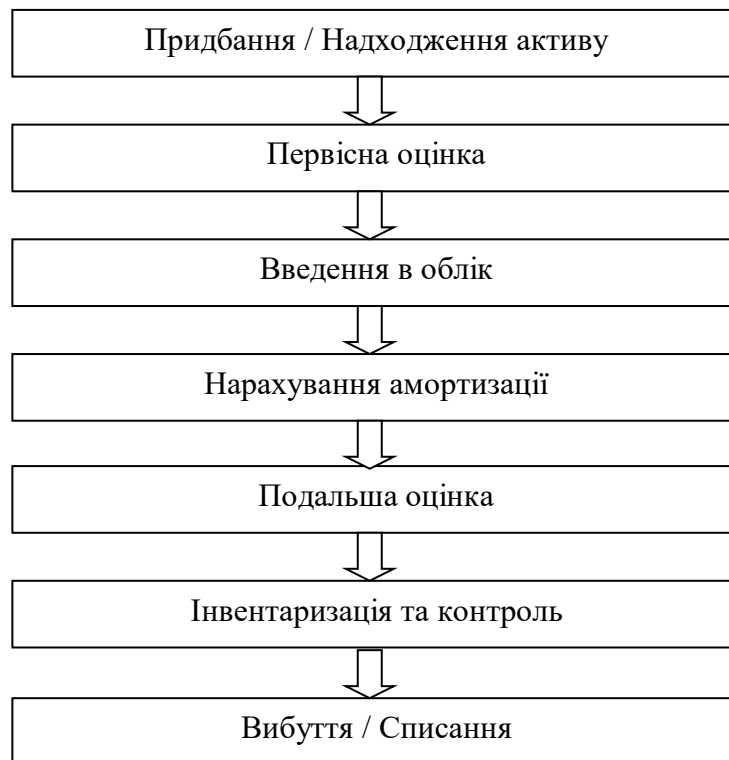 Придбання / Надходження активу
Первісна оцінка
Введення в облік
Нарахування амортизації
Подальша оцінка
Інвентаризація та контроль
Вибуття / Списання